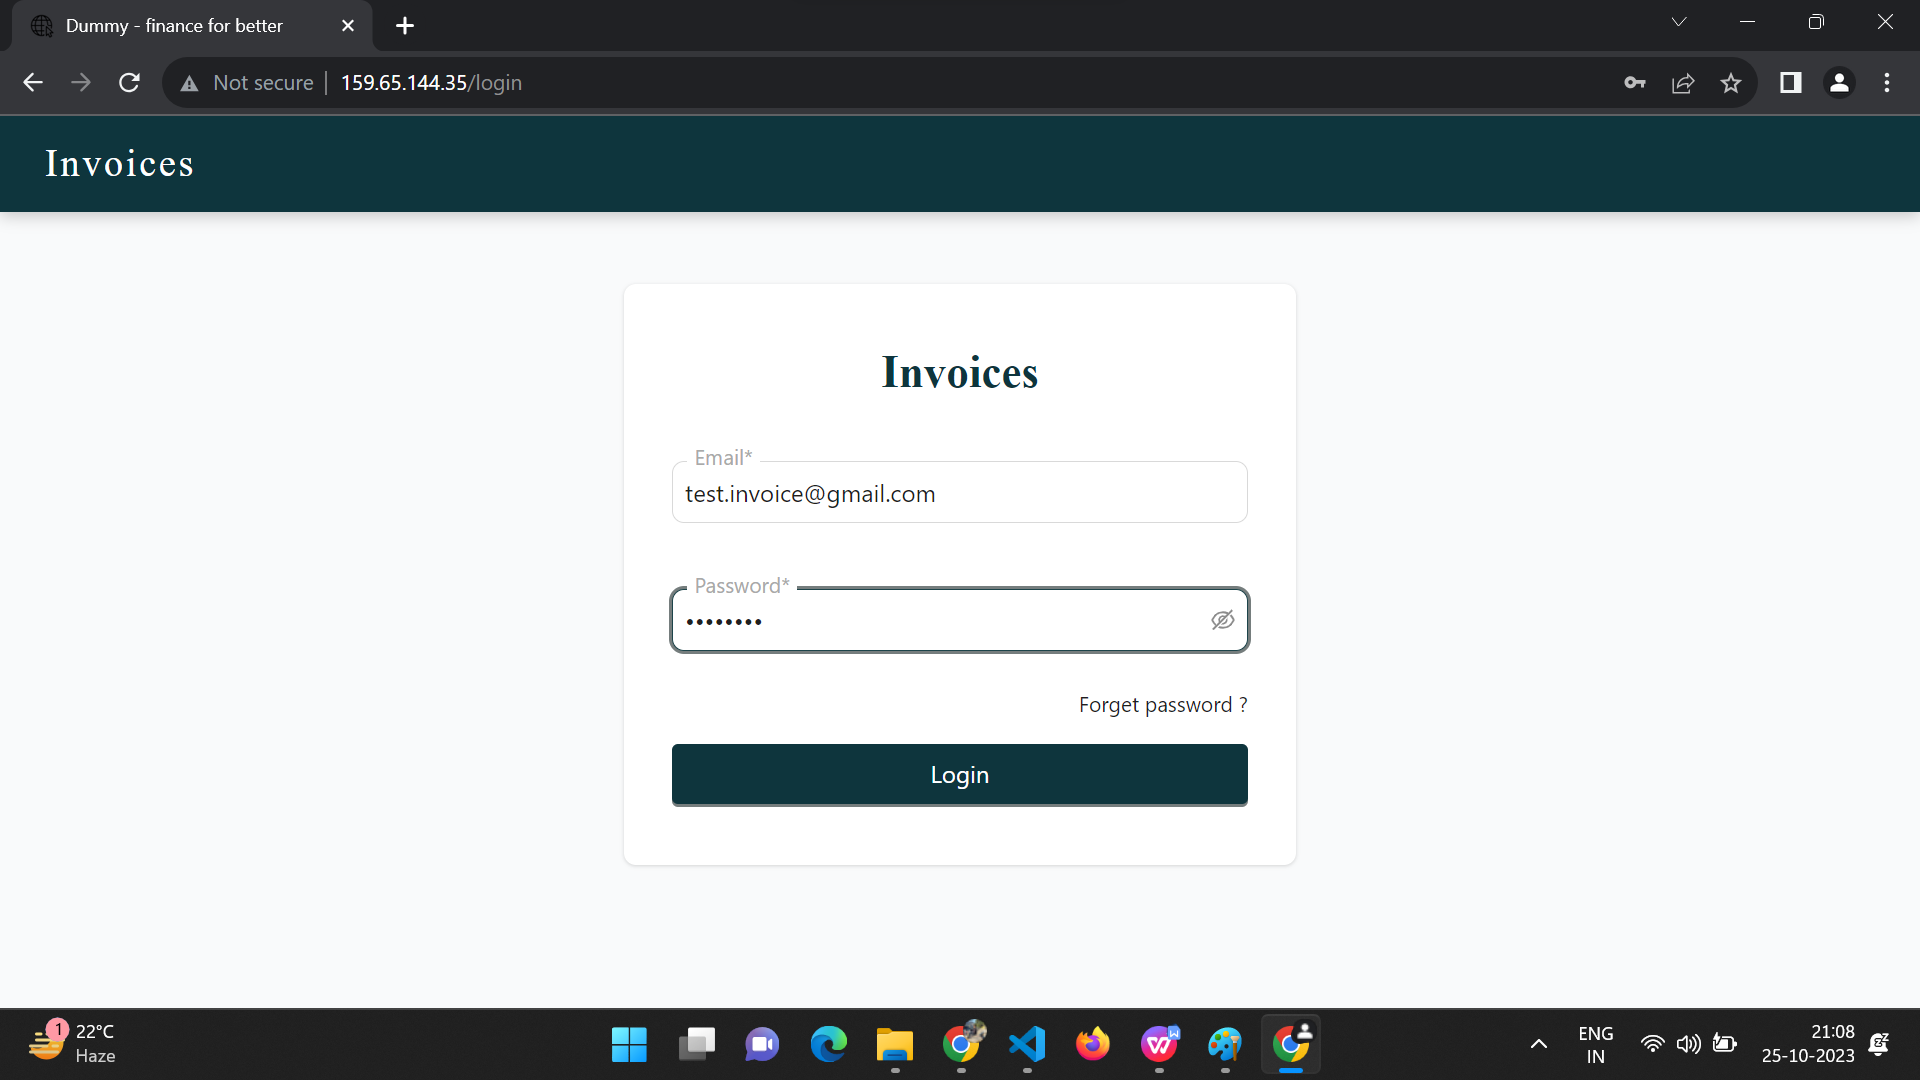 Dummy - finance for better
Not secure
159.65.144.35/login
Invoices
Invoices
Email*
test.invoice@gmail.com
Password*
••••••••
Forget password ?
Login
1
22°C
Haze
ENG
IN
21:08
25-10-2023